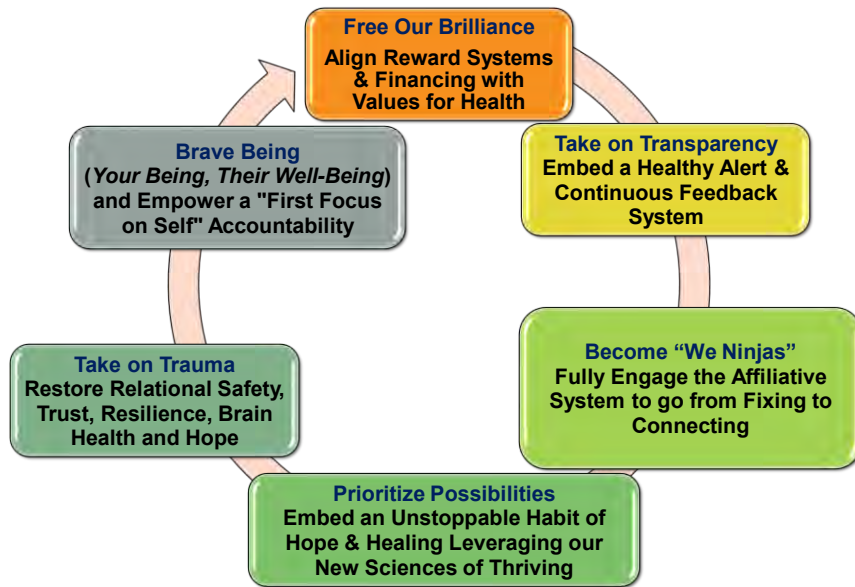 Free Our Brilliance
Align Reward Systems
& Financing with
Values for Health
Take on Transparency
Embed a Healthy Alert &
Continuous Feedback
System
Become “We Ninjas”
Fully Engage the Affiliative
System to go from Fixing to
Connecting
Prioritize Possibilities
Embed an Unstoppable Habit of
Hope & Healing Leveraging our
New Sciences of Thriving
Take on Trauma
Restore Relational Safety,
Trust, Resilience, Brain
Health and Hope
Brave Being
(Your Being, Their Well-Being)
and Empower a "First Focus
on Self" Accountability